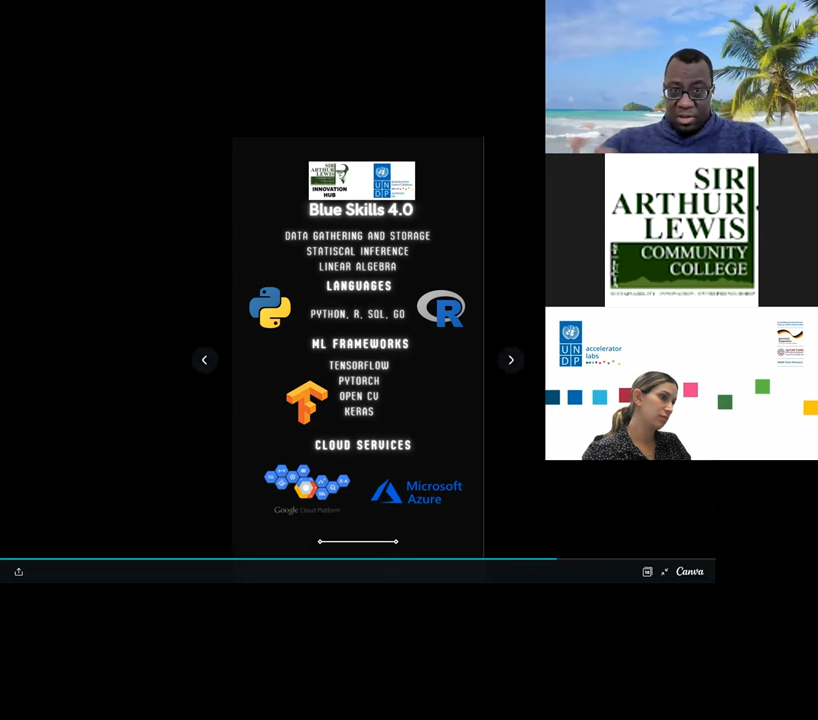 SIR
ARTHUR
LEWIS
INNOVATION
HUB
U N
D P
Blue Skills 4.0
DATA GATHERING AND STORAGE
STATISCAL INFERENCE
LINEAR ALGEBRA
LANGUAGES
PYTHON, R, SQL, GO
R
ML FRAMEWORKS
TENSORFLOW
PYTORCH
OPEN CV
KERAS
CLOUD SERVICES
Google Cloud Platform
Microsoft
Azure
Canva
SIR
ARTHUR
LEWIS
COMMUNITY
COLLEGE
U N
D P
accelerator
labs